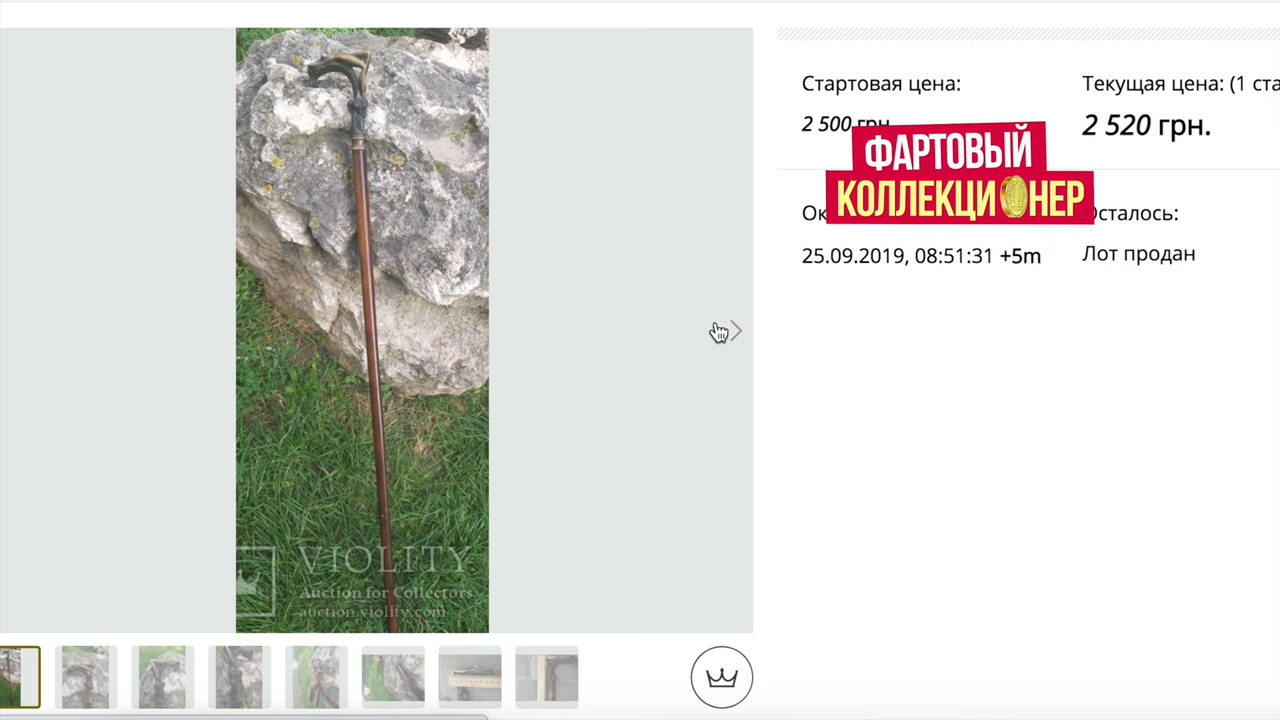 Стартовая цена:
Текущая цена: (1 ста
2 500 грн.
2 520 грн.
ФАРТОВЫЙ
КОЛЛЕКЦИОНЕР
Осталось:
25.09.2019, 08:51:31 +5m
Лот продан
VIOLITY
Auction for Collectors
auction.violity.com